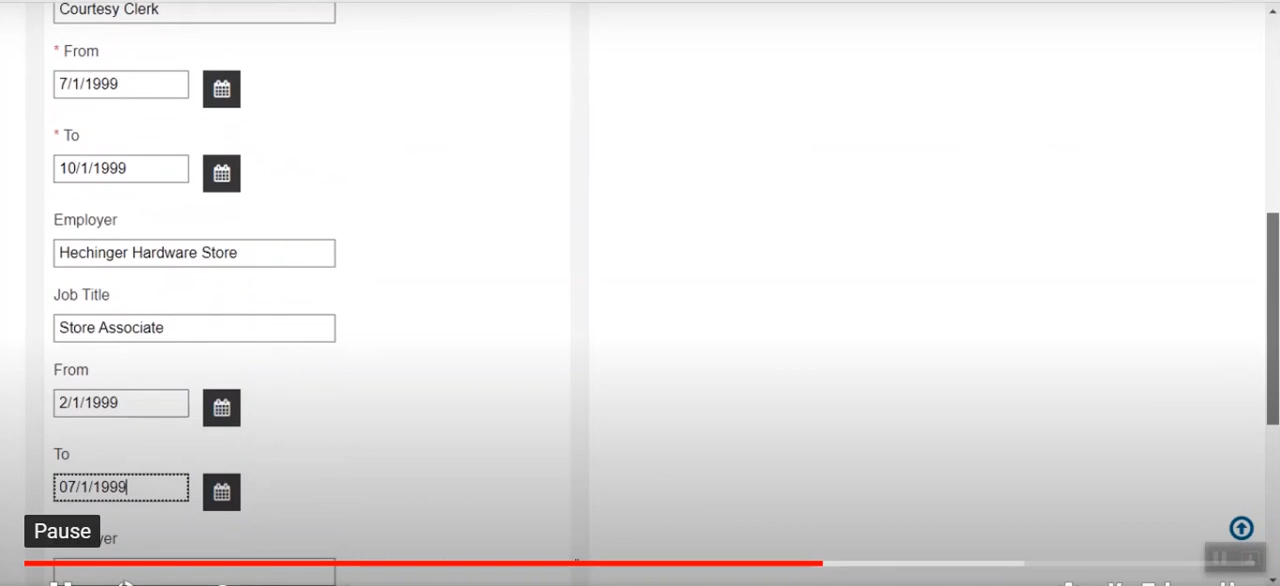 Courtesy Clerk
* From
7/1/1999
* To
10/1/1999
Employer
Hechinger Hardware Store
Job Title
Store Associate
From
2/1/1999
To
07/1/1999
Pause
yer